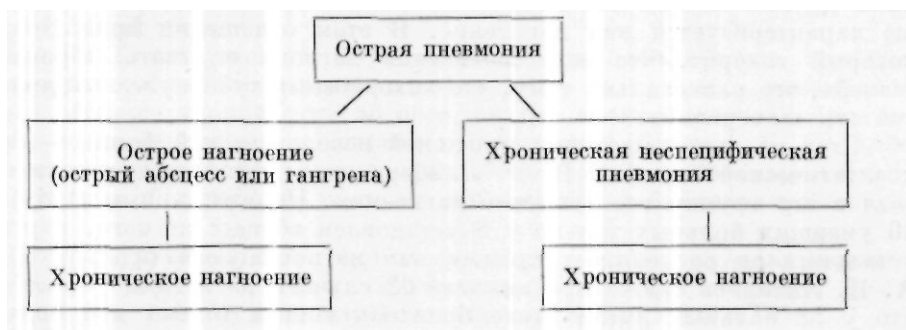 Острая пневмония
Острое нагноение
(острый абсцесс или гангрена)
Хроническая неспецифическая
пневмония
Хроническое нагноение
Хроническое нагноение